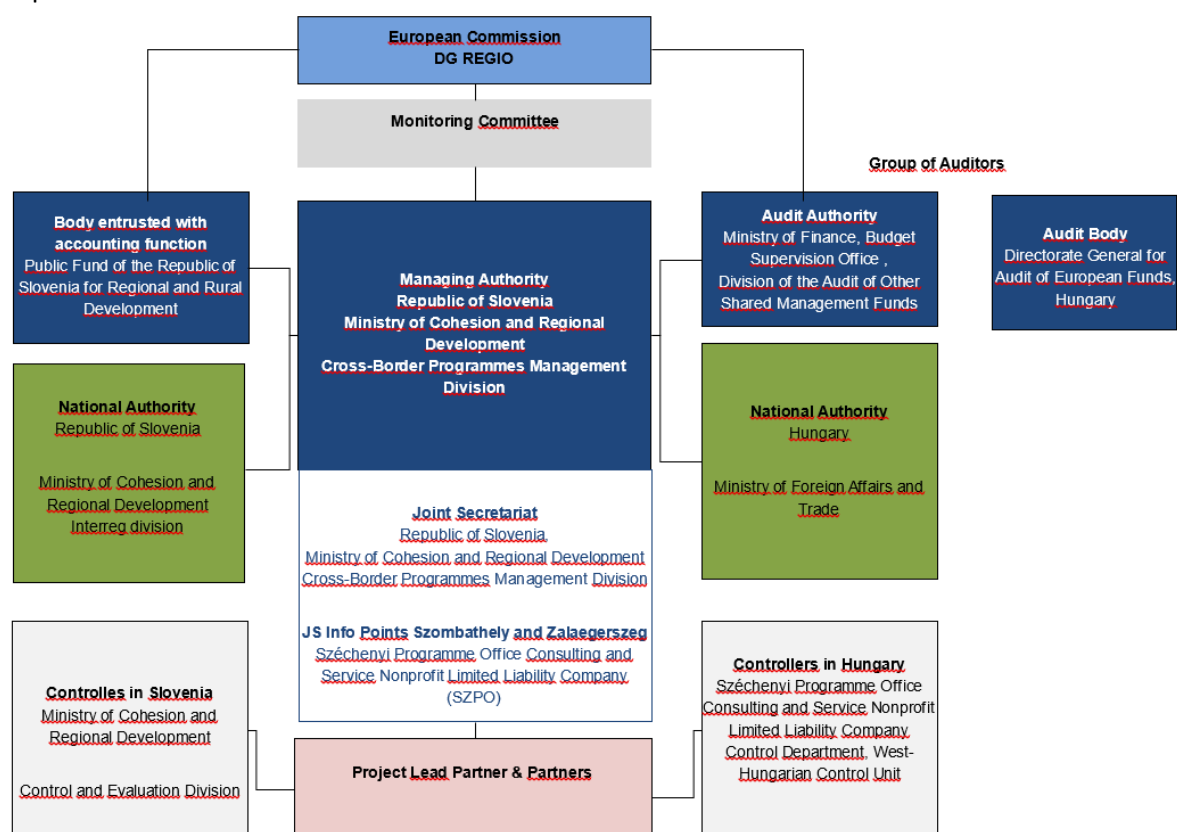 European Commission
DG REGIO
Monitoring Committee
Group of Auditors
Body entrusted with
accounting function
Public Fund of the Republic of
Slovenia for Regional and Rural
Development
Managing Authority
Republic of Slovenia
Ministry of Cohesion and Regional
Development
Cross-Border Programmes Management
Division
Audit Authority
Ministry of Finance, Budget
Supervision Office ,
Division of the Audit of Other
Shared Management Funds
Audit Body
Directorate General for
Audit of European Funds,
Hungary
National Authority
Republic of Slovenia
Ministry of Cohesion and
Regional Development
Interreg division
National Authority
Hungary
Ministry of Foreign Affairs and
Trade
Joint Secretariat
Republic of Slovenia
Ministry of Cohesion and Regional Development
Cross-Border Programmes Management Division
JS Info Points Szombathely and Zalaegerszeg
Széchenyi Programme Office Consulting and
Service Nonprofit Limited Liability Company
(SZPO)
Controlles in Slovenia
Ministry of Cohesion and
Regional Development
Control and Evaluation Division
Controllers in Hungary
Széchenyi Programme Office
Consulting and Service Nonprofit
Limited Liability Company
Control Department, West-
Hungarian Control Unit
Project Lead Partner & Partners